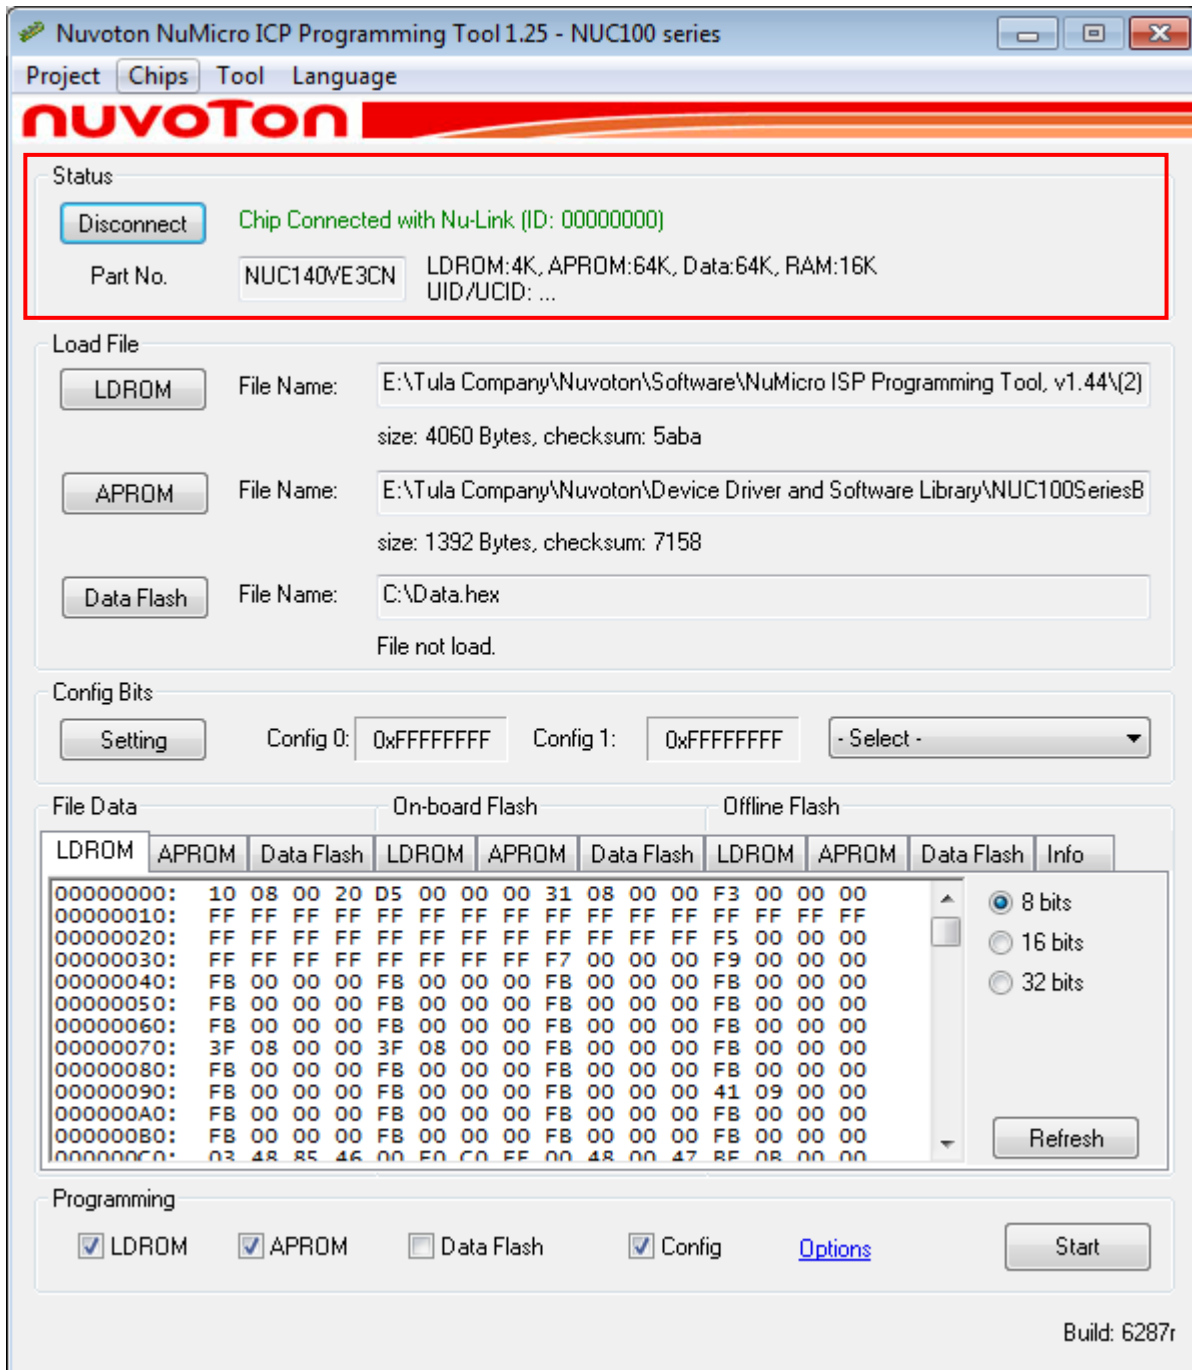 Nuvoton NuMicro ICP Programming Tool 1.25 - NUC100 series
Project Chips Tool Language
nuvoTon
Status
Disconnect Chip Connected with Nu-Link (ID: 00000000)
Part No. NUC140VE3CN LDROM:4K, APROM:64K, Data:64K, RAM:16K
UID/UCID: ...
Load File
LDROM File Name: E:\Tula Company\Nuvoton\Software\NuMicro ISP Programming Tool, v1.44\(2)
size: 4060 Bytes, checksum: 5aba
APROM File Name: E:\Tula Company\Nuvoton\Device Driver and Software Library\NUC100SeriesB
size: 1392 Bytes, checksum: 7158
Data Flash File Name: C:\Data.hex
File not load.
Config Bits
Setting Config 0: 0xFFFFFFFF Config 1: 0xFFFFFFFF - Select -
File Data On-board Flash Offline Flash
LDROM APROM Data Flash LDROM APROM Data Flash LDROM APROM Data Flash Info
00000000: 10 08 00 20 D5 00 00 00 31 08 00 00 F3 00 00 00
00000010: FF FF FF FF FF FF FF FF FF FF FF FF FF FF FF FF
00000020: FF FF FF FF FF FF FF FF FF FF FF FF F5 00 00 00
00000030: FF FF FF FF FF FF FF FF F7 00 00 00 F9 00 00 00
00000040: FB 00 00 00 FB 00 00 00 FB 00 00 00 FB 00 00 00
00000050: FB 00 00 00 FB 00 00 00 FB 00 00 00 FB 00 00 00
00000060: FB 00 00 00 FB 00 00 00 FB 00 00 00 FB 00 00 00
00000070: 3F 08 00 00 3F 08 00 00 FB 00 00 00 FB 00 00 00
00000080: FB 00 00 00 FB 00 00 00 FB 00 00 00 FB 00 00 00
00000090: FB 00 00 00 FB 00 00 00 FB 00 00 00 41 09 00 00
000000A0: FB 00 00 00 FB 00 00 00 FB 00 00 00 FB 00 00 00
000000B0: FB 00 00 00 FB 00 00 00 FB 00 00 00 FB 00 00 00
000000C0: 03 48 85 46 00 F0 C0 FF 00 48 00 47 BF 0B 00 00
8 bits
16 bits
32 bits
Refresh
Programming
LDROM APROM Data Flash Config Options Start
Build: 6287r